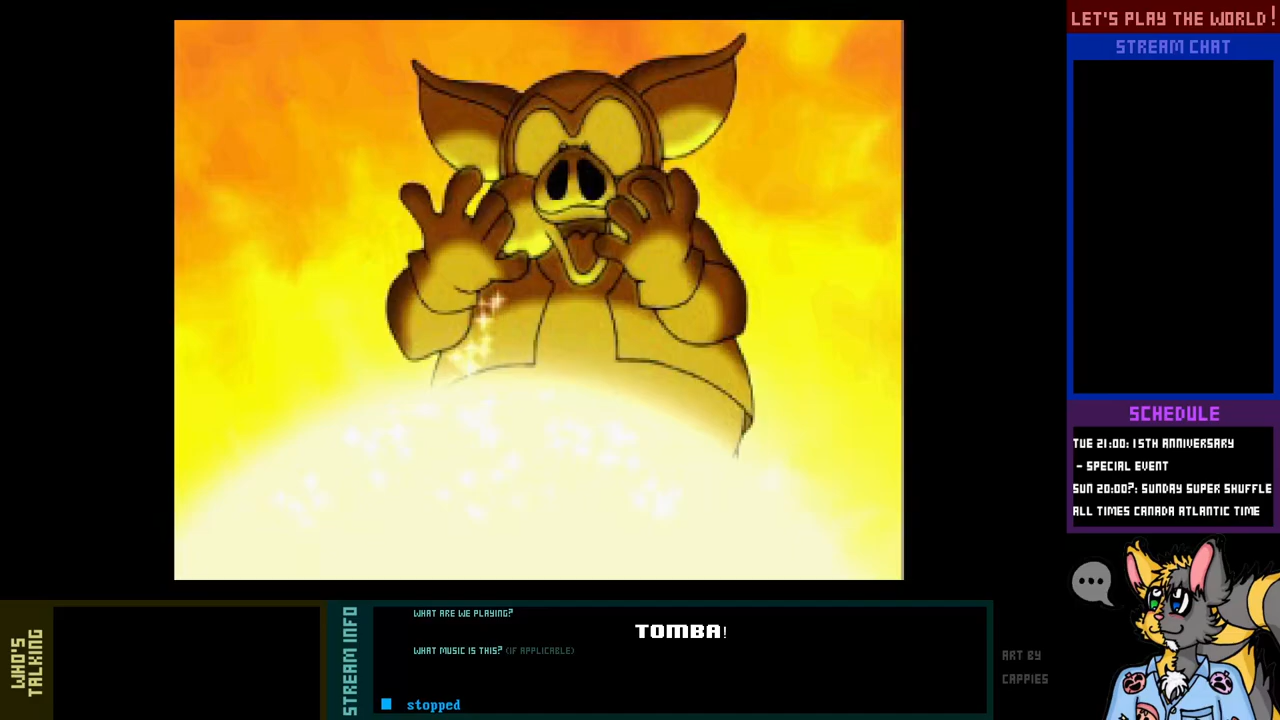 LET'S PLAY THE WORLD!
STREAM CHAT
SCHEDULE
TUE 21:00: 15TH ANNIVERSARY
- SPECIAL EVENT
SUN 20:00?: SUNDAY SUPER SHUFFLE
ALL TIMES CANADA ATLANTIC TIME
WHO'S
TALKING
STREAM INFO
WHAT ARE WE PLAYING?
TOMBA!
WHAT MUSIC IS THIS? (IF APPLICABLE)
stopped
ART BY
CAPPIES